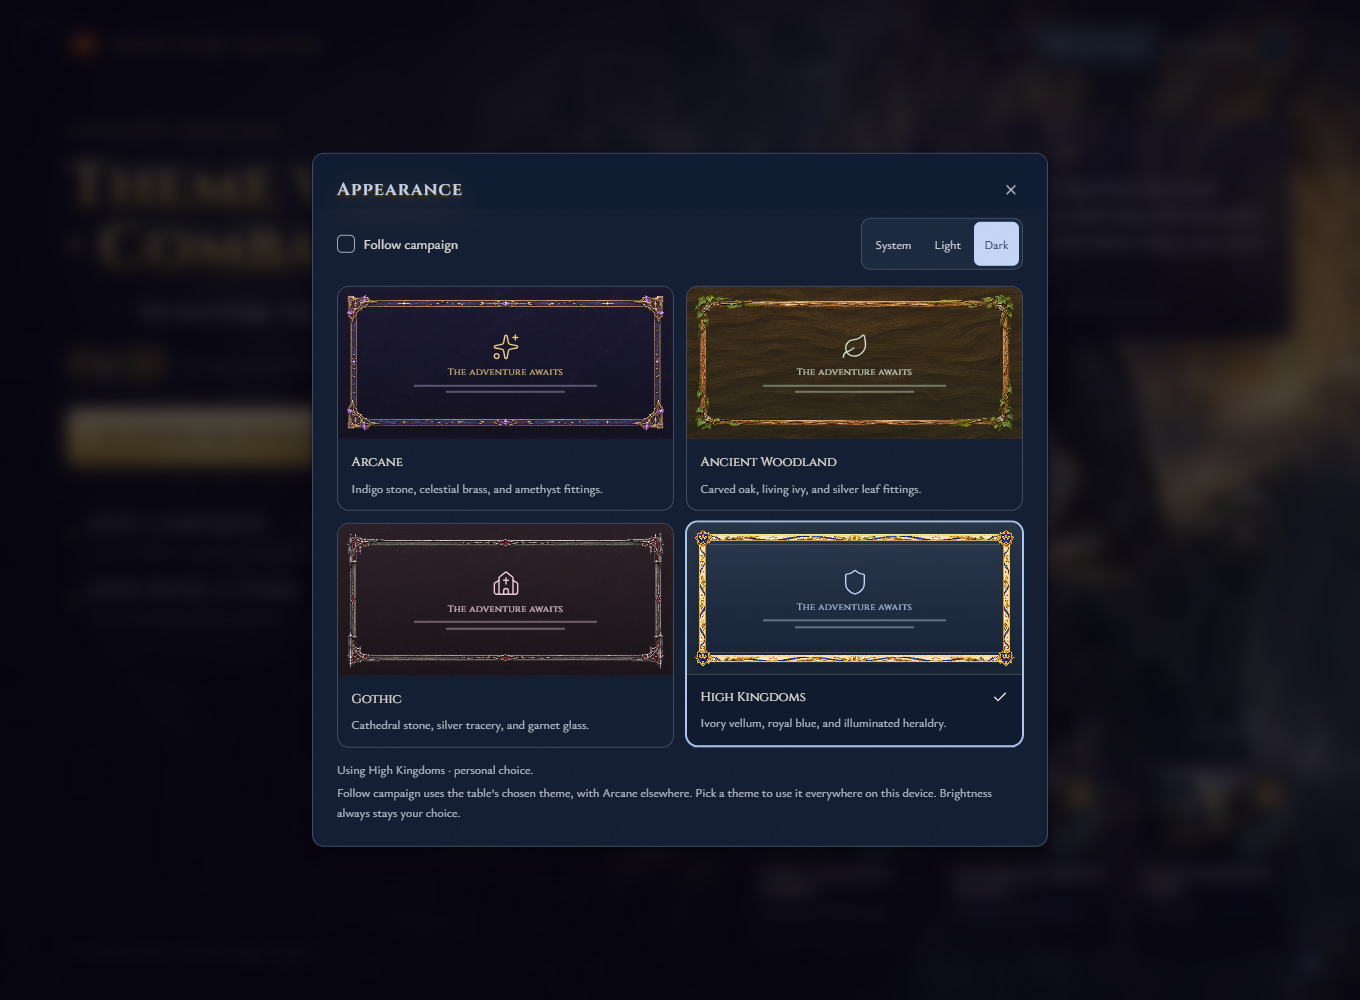 Appearance
Follow campaign
System Light Dark
The adventure awaits
The adventure awaits
Arcane
Indigo stone, celestial brass, and amethyst fittings.
Ancient Woodland
Carved oak, living ivy, and silver leaf fittings.
The adventure awaits
The adventure awaits
Gothic
Cathedral stone, silver tracery, and garnet glass.
High Kingdoms
Ivory vellum, royal blue, and illuminated heraldry.
Using High Kingdoms · personal choice.
Follow campaign uses the table's chosen theme, with Arcane elsewhere. Pick a theme to use it everywhere on this device. Brightness
always stays your choice.
Theme